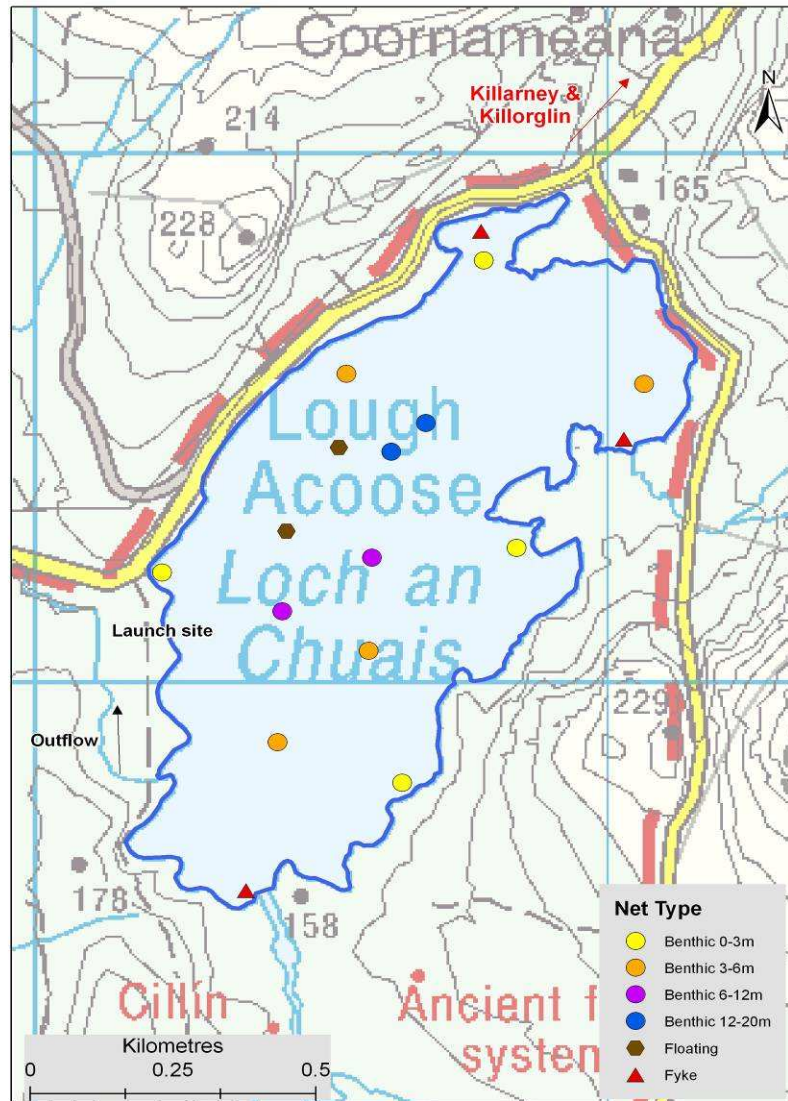 Coornameana
N
Killarney &
Killorglin
214
165
228
Lough
Acoose
Loch an
Chuais
Launch site
Outflow
229
178
158
Cillín
Ancient f
system
Net Type
Benthic 0-3m
Benthic 3-6m
Benthic 6-12m
Benthic 12-20m
Floating
Fyke
Kilometres
0 0.25 0.5